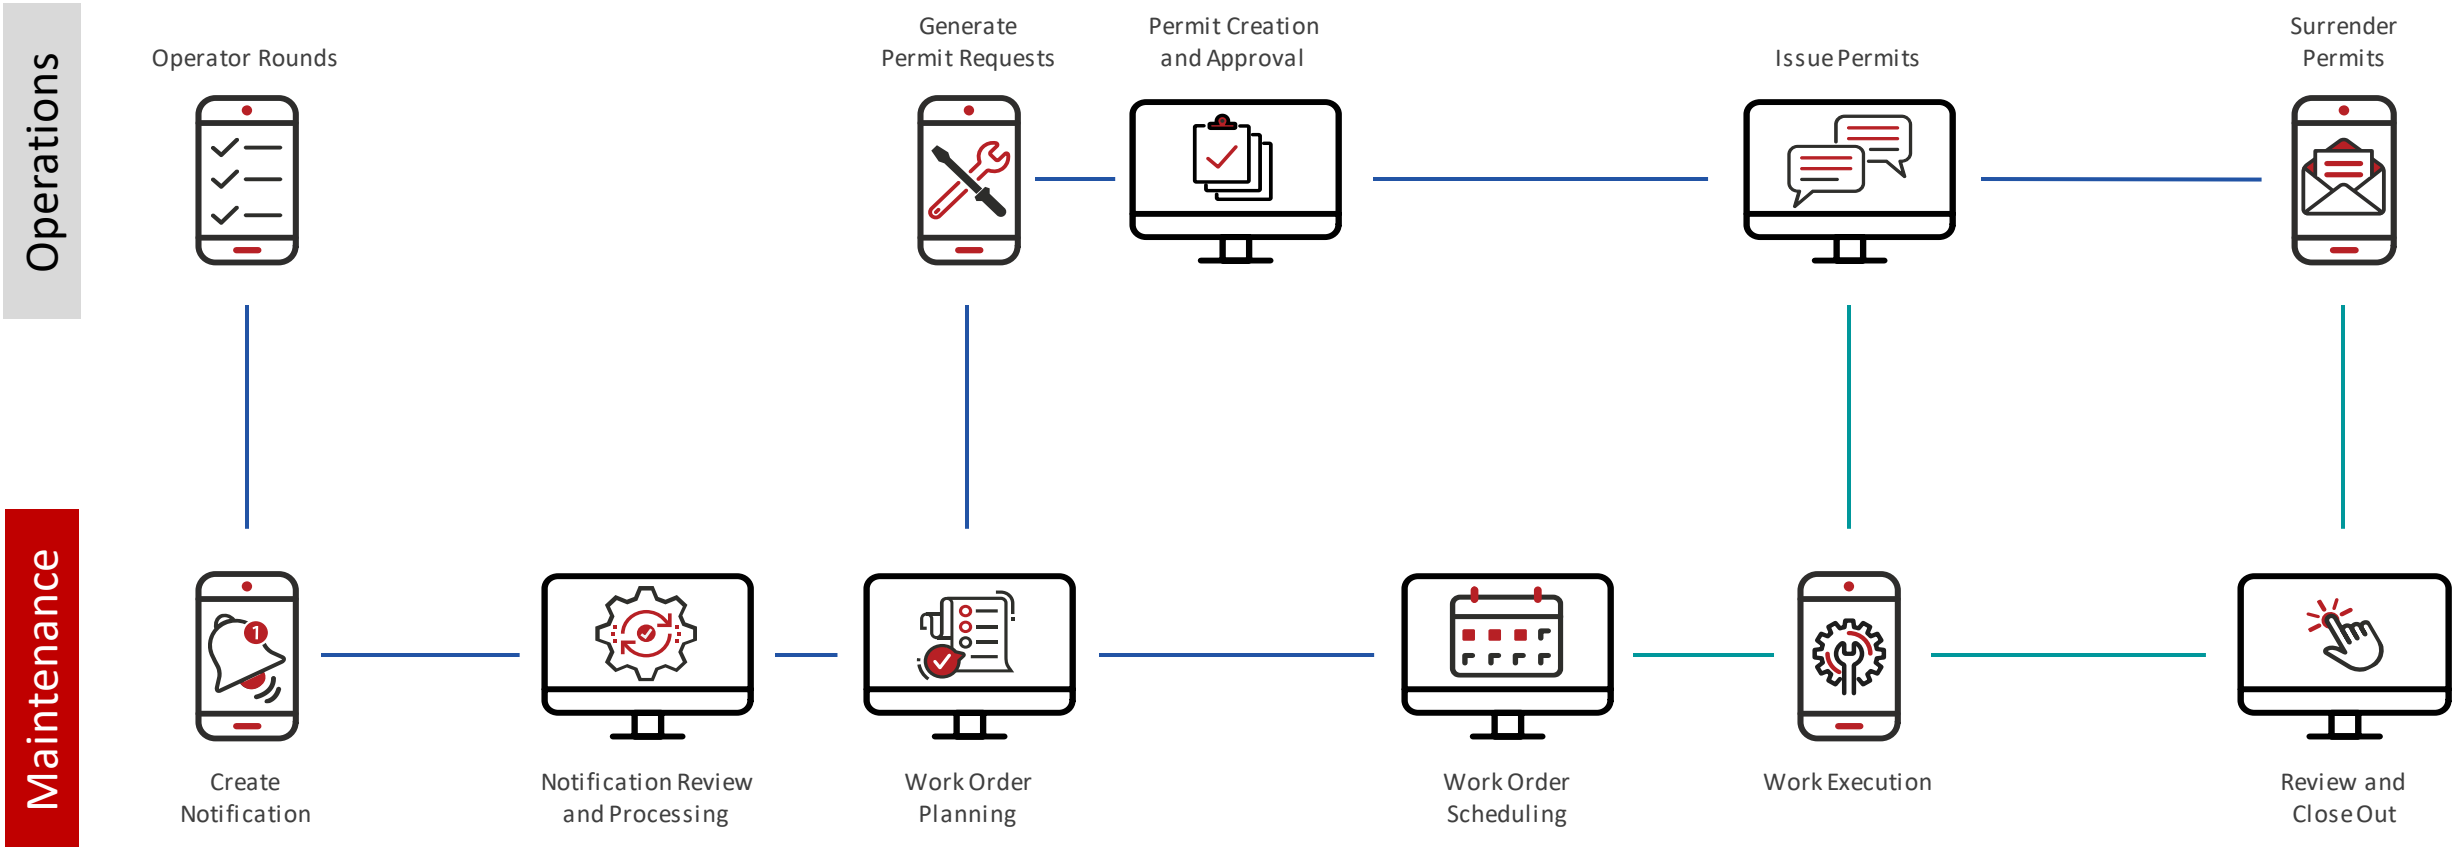 Operations
Operator Rounds
Generate
Permit Requests
Permit Creation
and Approval
Issue Permits
Surrender
Permits
Maintenance
1
Create
Notification
Notification Review
and Processing
Work Order
Planning
Work Order
Scheduling
Work Execution
Review and
Close Out